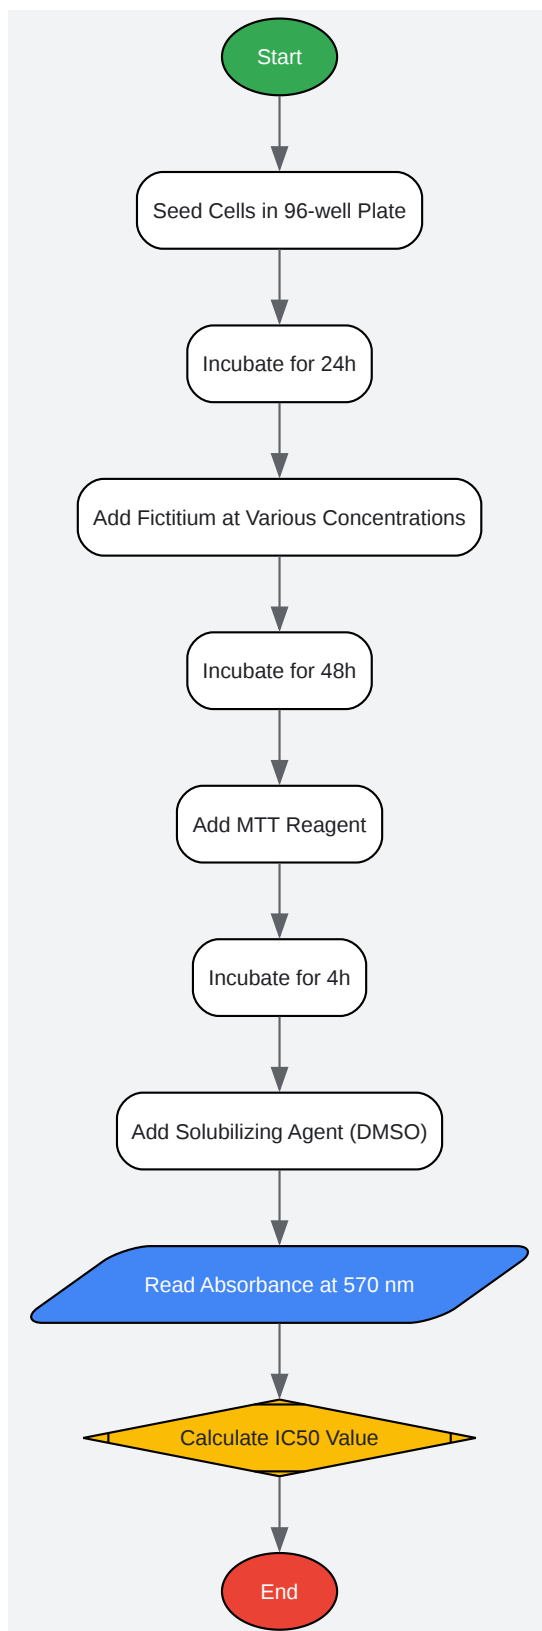 Start
Seed Cells in 96-well Plate
Incubate for 24h
Add Fictitium at Various Concentrations
Incubate for 48h
Add MTT Reagent
Incubate for 4h
Add Solubilizing Agent (DMSO)
Read Absorbance at 570 nm
Calculate IC50 Value
End